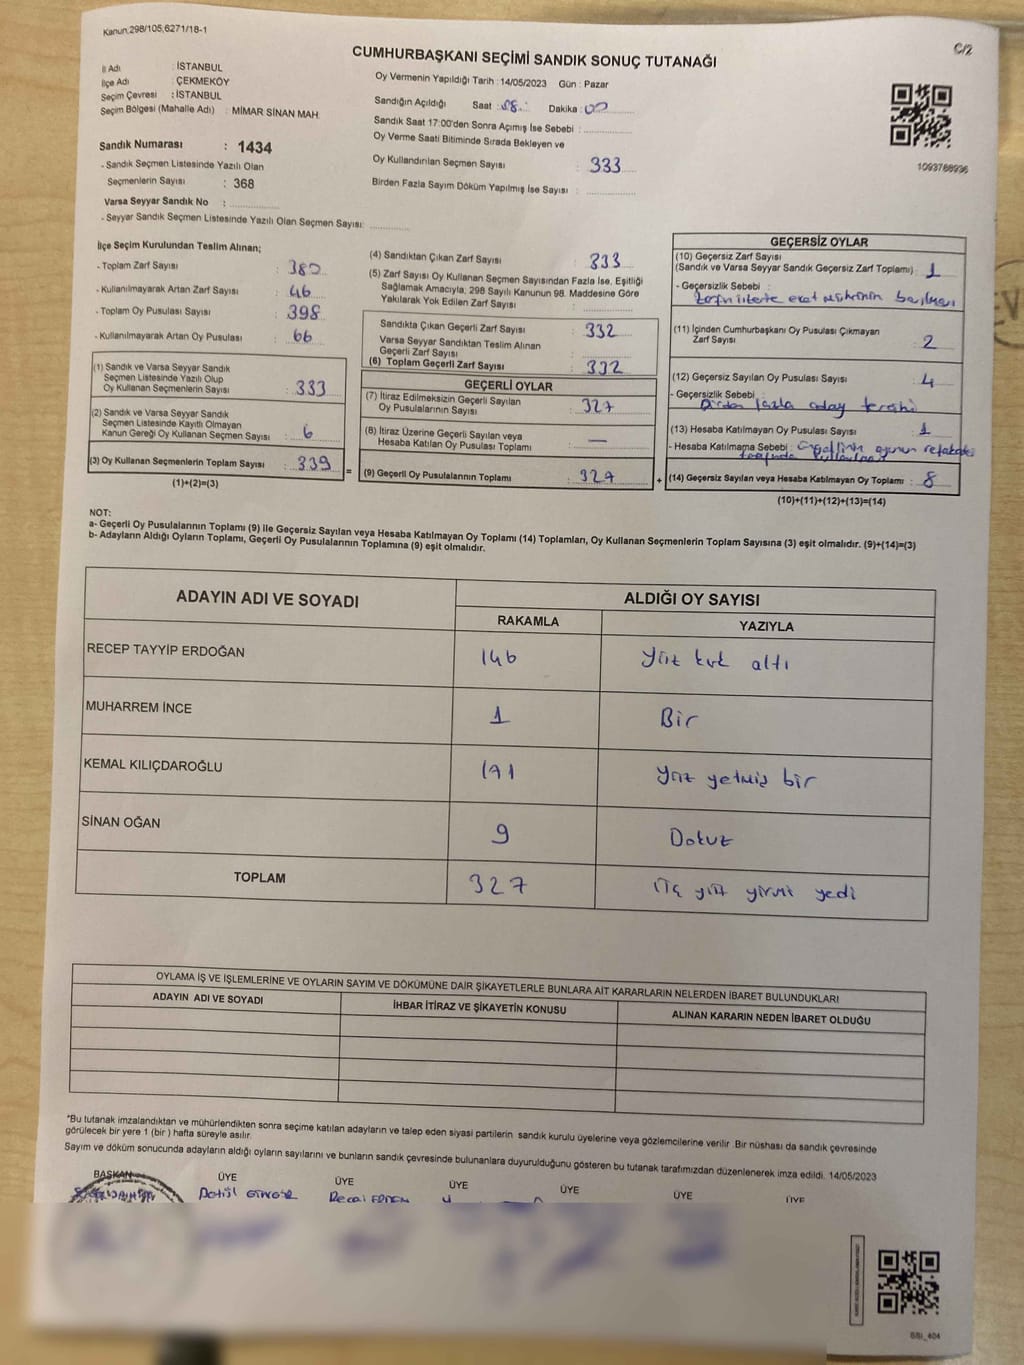 Kanun;298/105,6271/18-1
C/2
CUMHURBAŞKANI SEÇİMİ SANDIK SONUÇ TUTANAĞI
İl Adı : İSTANBUL
İlçe Adı : ÇEKMEKÖY
Seçim Çevresi : İSTANBUL
Seçim Bölgesi (Mahalle Adı) : MİMAR SİNAN MAH.
Oy Vermenin Yapıldığı Tarih : 14/05/2023 Gün : Pazar
Sandığın Açıldığı Saat : 08. Dakika : 00
Sandık Saat 17:00'den Sonra Açımış İse Sebebi :
Oy Verme Saati Bitiminde Sırada Bekleyen ve
Oy Kullandırılan Seçmen Sayısı : 333
Birden Fazla Sayım Döküm Yapılmış İse Sayısı :
1093788936
Sandık Numarası : 1434
- Sandık Seçmen Listesinde Yazılı Olan
Seçmenlerin Sayısı : 368
Varsa Seyyar Sandık No :
- Seyyar Sandık Seçmen Listesinde Yazılı Olan Seçmen Sayısı:
İlçe Seçim Kurulundan Teslim Alınan;
- Toplam Zarf Sayısı : 380
- Kullanılmayarak Artan Zarf Sayısı : 46
- Toplam Oy Pusulası Sayısı : 398
- Kullanılmayarak Artan Oy Pusulası : 66
(1) Sandık ve Varsa Seyyar Sandık
Seçmen Listesinde Yazılı Olup
Oy Kullanan Seçmenlerin Sayısı : 333
(2) Sandık ve Varsa Seyyar Sandık
Seçmen Listesinde Kayıtlı Olmayan
Kanun Gereği Oy Kullanan Seçmen Sayısı : 6
(3) Oy Kullanan Seçmenlerin Toplam Sayısı : 339 =
(1)+(2)=(3)
(4) Sandıktan Çıkan Zarf Sayısı : 333
(5) Zarf Sayısı Oy Kullanan Seçmen Sayısından Fazla İse, Eşitliği
Sağlamak Amacıyla, 298 Sayılı Kanunun 98. Maddesine Göre
Yakılarak Yok Edilen Zarf Sayısı :
Sandıkta Çıkan Geçerli Zarf Sayısı : 332
Varsa Seyyar Sandıktan Teslim Alınan
Geçerli Zarf Sayısı :
(6) Toplam Geçerli Zarf Sayısı : 332
GEÇERLİ OYLAR
(7) İtiraz Edilmeksizin Geçerli Sayılan
Oy Pusulalarının Sayısı : 327
(8) İtiraz Üzerine Geçerli Sayılan veya
Hesaba Katılan Oy Pusulası Toplamı : —
(9) Geçerli Oy Pusulalarının Toplamı : 327 +
GEÇERSİZ OYLAR
(10) Geçersiz Zarf Sayısı
(Sandık ve Varsa Seyyar Sandık Geçersiz Zarf Toplamı) : 1
- Geçersizlik Sebebi :
Zarfın üstüne evet mührünün basılması
(11) İçinden Cumhurbaşkanı Oy Pusulası Çıkmayan
Zarf Sayısı : 2
(12) Geçersiz Sayılan Oy Pusulası Sayısı : 4
- Geçersizlik Sebebi :
Birden fazla aday tercihi
(13) Hesaba Katılmayan Oy Pusulası Sayısı : 1
- Hesaba Katılmama Sebebi : oyunun
tarafından
(14) Geçersiz Sayılan veya Hesaba Katılmayan Oy Toplamı : 8
(10)+(11)+(12)+(13)=(14)
NOT:
a- Geçerli Oy Pusulalarının Toplamı (9) ile Geçersiz Sayılan veya Hesaba Katılmayan Oy Toplamı (14) Toplamları, Oy Kullanan Seçmenlerin Toplam Sayısına (3) eşit olmalıdır. (9)+(14)=(3)
b- Adayların Aldığı Oyların Toplamı, Geçerli Oy Pusulalarının Toplamına (9) eşit olmalıdır.
ADAYIN ADI VE SOYADI ALDIĞI OY SAYISI
RAKAMLA YAZIYLA
RECEP TAYYİP ERDOĞAN 146 Yüz kırk altı
MUHARREM İNCE 1 Bir
KEMAL KILIÇDAROĞLU 171 Yüz yetmiş bir
SİNAN OĞAN 9 Dokuz
TOPLAM 327 üç yüz yirmi yedi
OYLAMA İŞ VE İŞLEMLERİNE VE OYLARIN SAYIM VE DÖKÜMÜNE DAİR ŞİKAYETLERLE BUNLARA AİT KARARLARIN NELERDEN İBARET BULUNDUKLARI
ADAYIN ADI VE SOYADI İHBAR İTİRAZ VE ŞİKAYETİN KONUSU ALINAN KARARIN NEDEN İBARET OLDUĞU
*Bu tutanak imzalandıktan ve mühürlendikten sonra seçime katılan adayların ve talep eden siyasi partilerin sandık kurulu üyelerine veya gözlemcilerine verilir Bir nüshası da sandık çevresinde
görülecek bir yere 1 (bir ) hafta süreyle asılır.
Sayım ve döküm sonucunda adayların aldığı oyların sayılarını ve bunların sandık çevresinde bulunanlara duyurulduğunu gösteren bu tutanak tarafımızdan düzenlenerek imza edildi. 14/05/2023
BAŞKAN ÜYE ÜYE ÜYE ÜYE ÜYE ÜYE
BSI_404